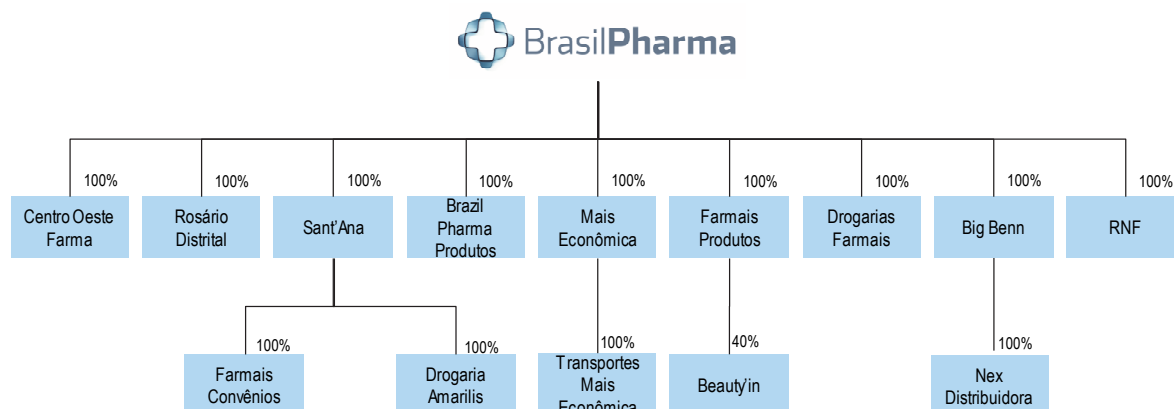 BrasilPharma
100% 100% 100% 100% 100% 100% 100% 100% 100%
Centro Oeste
Farma
Rosário
Distrital
Sant'Ana
Brazil
Pharma
Produtos
Mais
Econômica
Farmais
Produtos
Drogarias
Farmais
Big Benn
RNF
100% 100% 100% 40% 100%
Farmais
Convênios
Drogaria
Amarilis
Transportes
Mais
Econômica
Beauty'in
Nex
Distribuidora